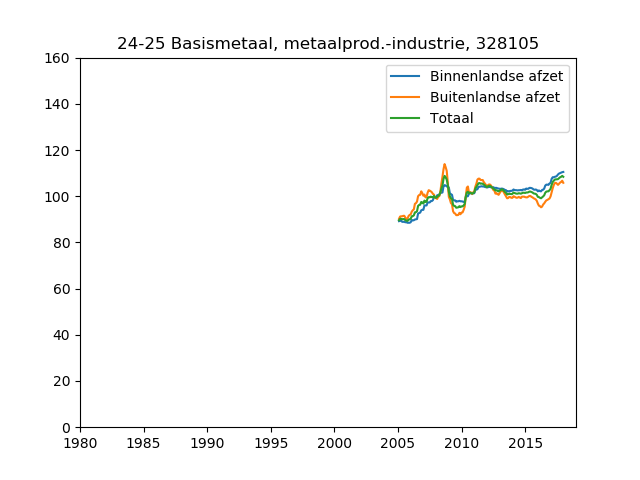 24-25 Basismetaal, metaalprod.-industrie, 328105
Binnenlandse afzet
Buitenlandse afzet
Totaal
160
140
120
100
80
60
40
20
0
1980 1985 1990 1995 2000 2005 2010 2015